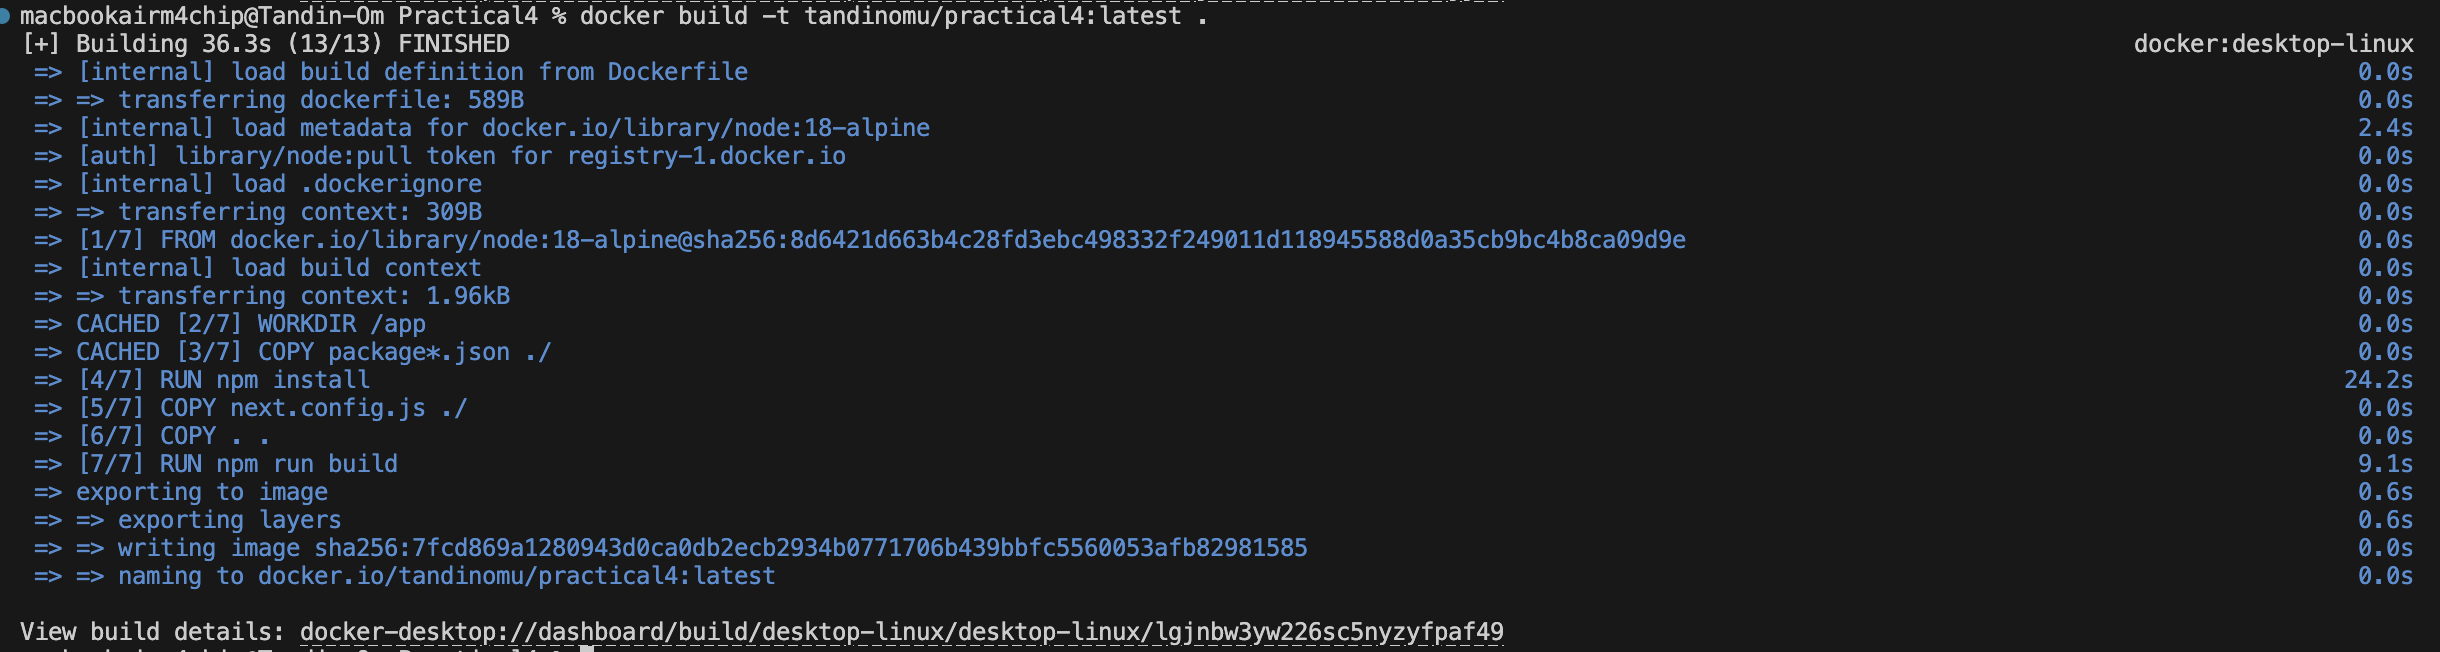 macbookairm4chip@Tandin-Om Practical4 % docker build -t tandinomu/practical4:latest .
[+] Building 36.3s (13/13) FINISHED docker:desktop-linux
=> [internal] load build definition from Dockerfile 0.0s
=> => transferring dockerfile: 589B 0.0s
=> [internal] load metadata for docker.io/library/node:18-alpine 2.4s
=> [auth] library/node:pull token for registry-1.docker.io 0.0s
=> [internal] load .dockerignore 0.0s
=> => transferring context: 309B 0.0s
=> [1/7] FROM docker.io/library/node:18-alpine@sha256:8d6421d663b4c28fd3ebc498332f249011d118945588d0a35cb9bc4b8ca09d9e 0.0s
=> [internal] load build context 0.0s
=> => transferring context: 1.96kB 0.0s
=> CACHED [2/7] WORKDIR /app 0.0s
=> CACHED [3/7] COPY package*.json ./ 0.0s
=> [4/7] RUN npm install 24.2s
=> [5/7] COPY next.config.js ./ 0.0s
=> [6/7] COPY . . 0.0s
=> [7/7] RUN npm run build 9.1s
=> exporting to image 0.6s
=> => exporting layers 0.6s
=> => writing image sha256:7fcd869a1280943d0ca0db2ecb2934b0771706b439bbfc5560053afb82981585 0.0s
=> => naming to docker.io/tandinomu/practical4:latest 0.0s
View build details: docker-desktop://dashboard/build/desktop-linux/desktop-linux/lgjnbw3yw226sc5nyzyfpaf49